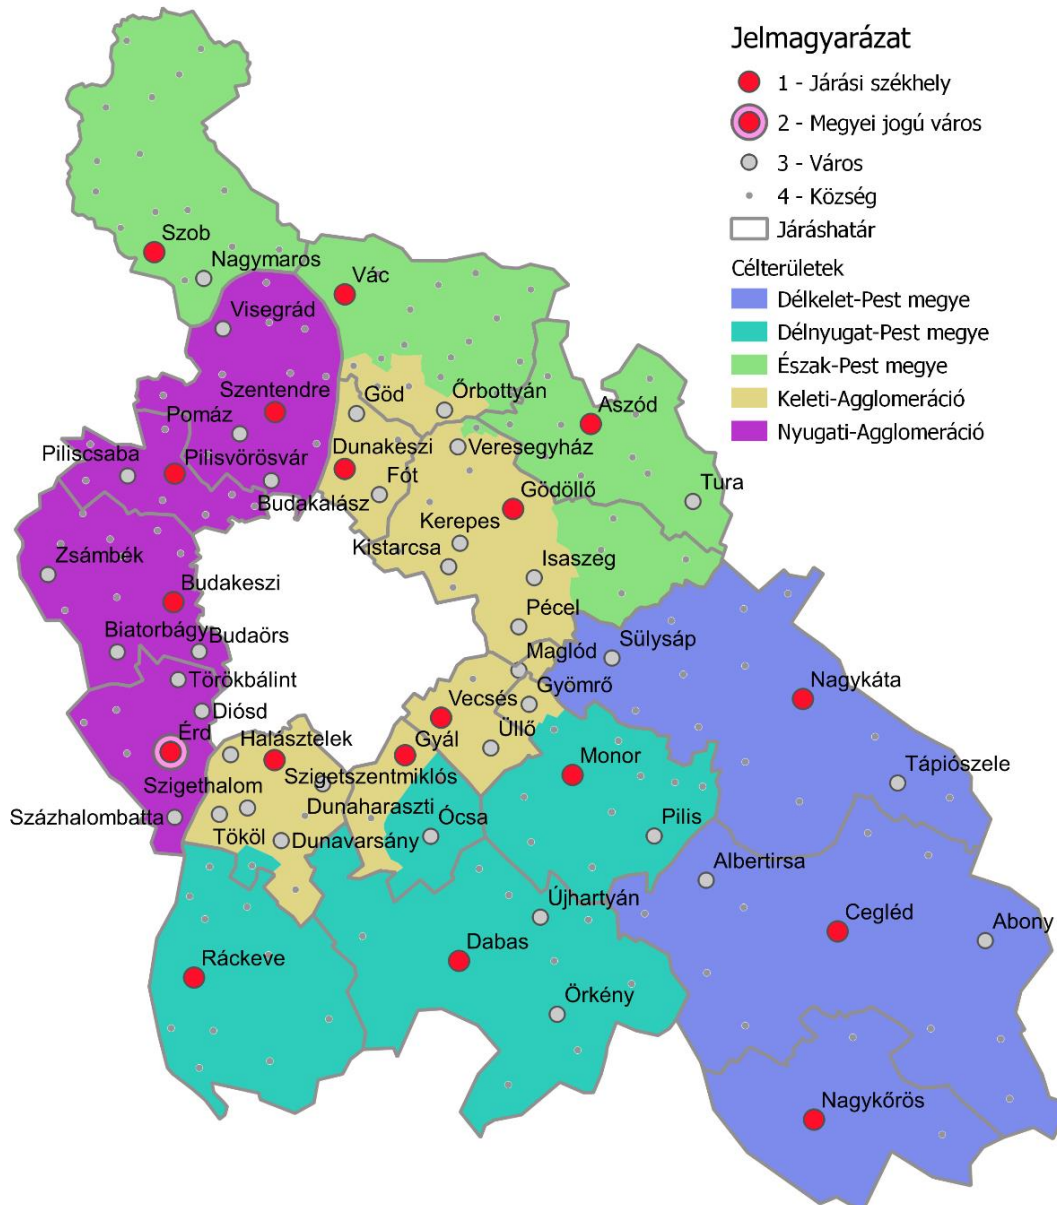 Jelmagyarázat
1 - Járási székhely
2 - Megyei jogú város
3 - Város
4 - Község
Járáshatár
Célterületek
Délkelet-Pest megye
Délnyugat-Pest megye
Észak-Pest megye
Keleti-Agglomeráció
Nyugati-Agglomeráció
Szob
Nagymaros
Vác
Visegrád
Szentendre
Göd
Őrbottyán
Aszód
Pomáz
Dunakeszi
Veresegyház
Piliscsaba
Pilisvörösvár
Fót
Budakalász
Gödöllő
Tura
Kerepes
Kistarcsa
Zsámbék
Isaszeg
Budakeszi
Pécel
Biatorbágy
Budaörs
Süly­sáp
Maglód
Törökbálint
Gyömrő
Nagykáta
Vecsés
Diósd
Érd
Halásztelek
Gyál
Üllő
Monor
Szigetszentmiklós
Tápiószele
Szigethalom
Dunaharaszti
Százhalombatta
Ócsa
Pilis
Tököl
Dunavarsány
Albertirsa
Újhartyán
Cegléd
Abony
Ráckeve
Dabas
Örkény
Nagykőrös